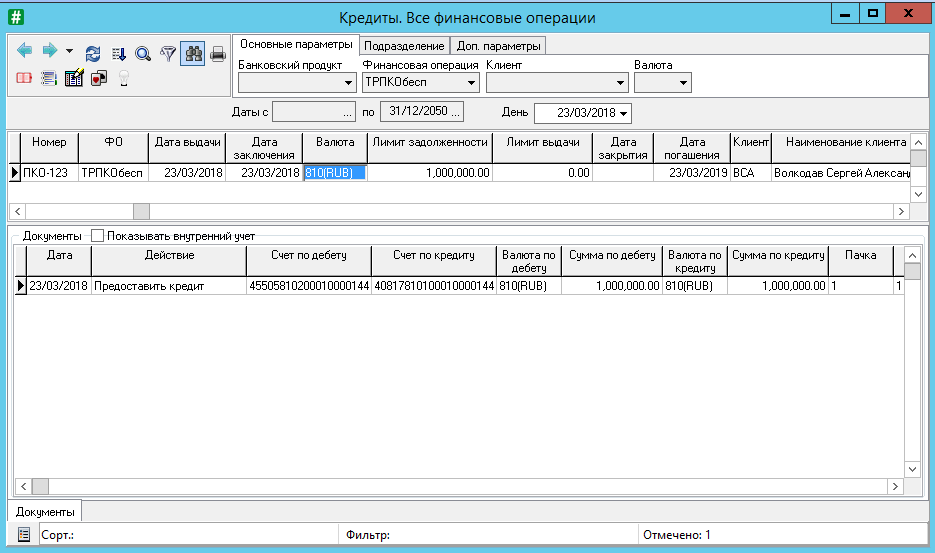 Кредиты. Все финансовые операции
Основные параметры Подразделение Доп. параметры
Банковский продукт Финансовая операция Клиент Валюта
ТРПКОбесп
Даты с ... по 31/12/2050 ... День 23/03/2018
Номер ФО Дата выдачи Дата заключения Валюта Лимит задолженности Лимит выдачи Дата закрытия Дата погашения Клиент Наименование клиента
ПКО-123 ТРПКОбесп 23/03/2018 23/03/2018 810(RUB) 1,000,000.00 0.00 23/03/2019 ВСА Волкодав Сергей Алексан
Документы Показывать внутренний учет
Дата Действие Счет по дебету Счет по кредиту Валюта по дебету Сумма по дебету Валюта по кредиту Сумма по кредиту Пачка
23/03/2018 Предоставить кредит 45505810200010000144 40817810100010000144 810(RUB) 1,000,000.00 810(RUB) 1,000,000.00 1 1
Документы
Сорт.: Фильтр: Отмечено: 1